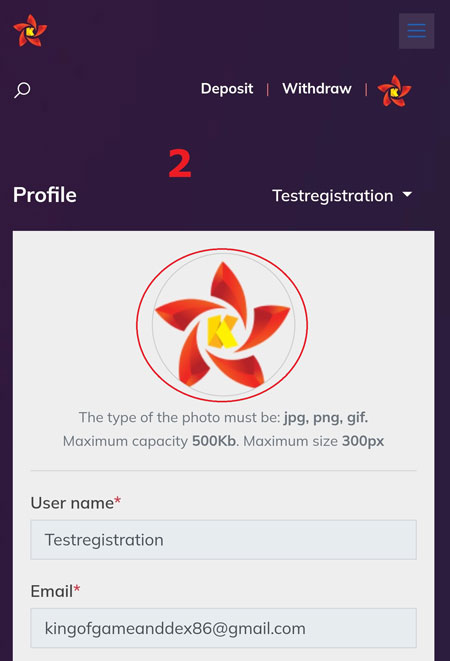 Deposit | Withdraw |
2
Profile
Testregistration
K
The type of the photo must be: jpg, png, gif.
Maximum capacity 500Kb. Maximum size 300px
User name*
Testregistration
Email*
kingofgameanddex86@gmail.com